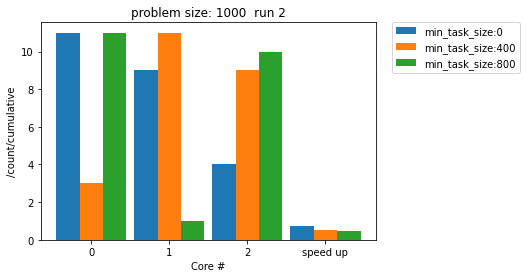 problem size: 1000  run 2
min_task_size:0
min_task_size:400
min_task_size:800
/count/cumulative
10
8
6
4
2
0
0 1 2 speed up
Core #